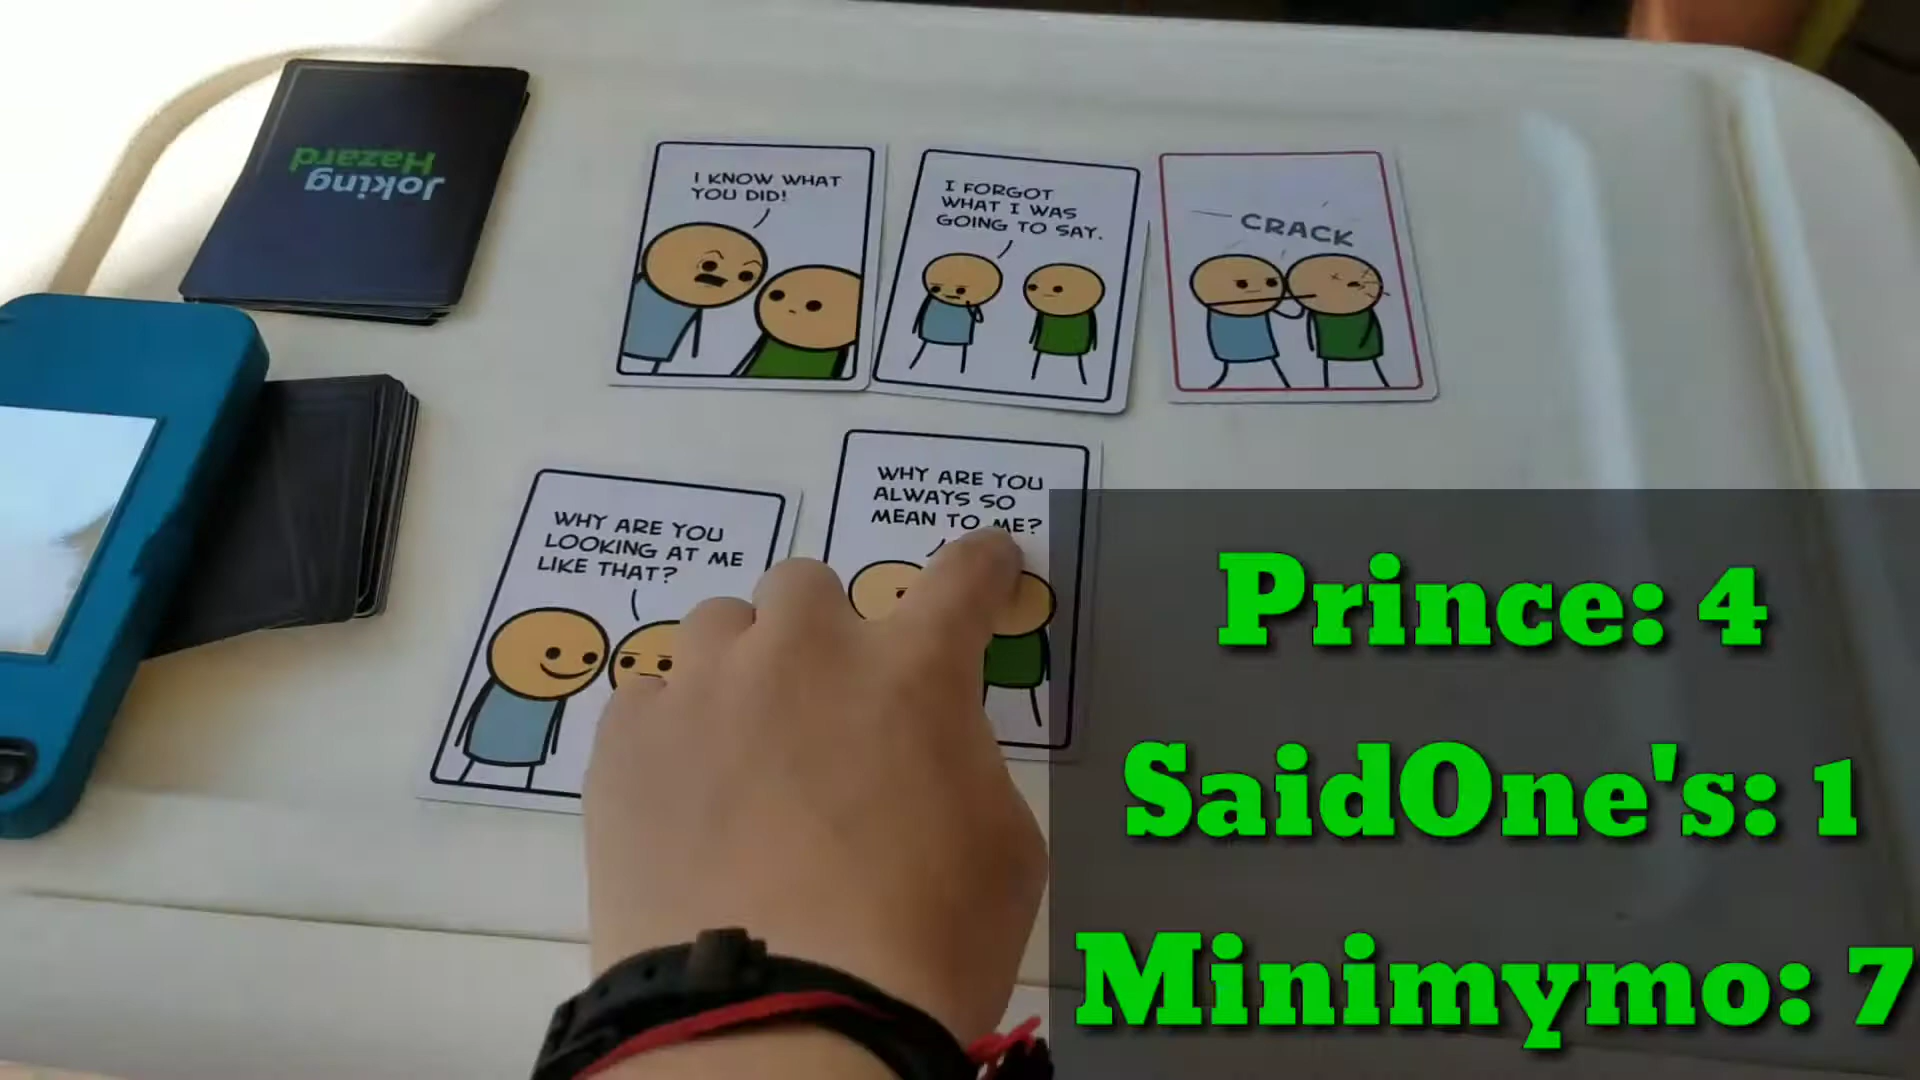 Joking
Hazard
I KNOW WHAT
YOU DID!
I FORGOT
WHAT I WAS
GOING TO SAY.
CRACK
WHY ARE YOU
LOOKING AT ME
LIKE THAT?
WHY ARE YOU
ALWAYS SO
MEAN TO ME?
Prince: 4
SaidOne's: 1
Minimymo: 7